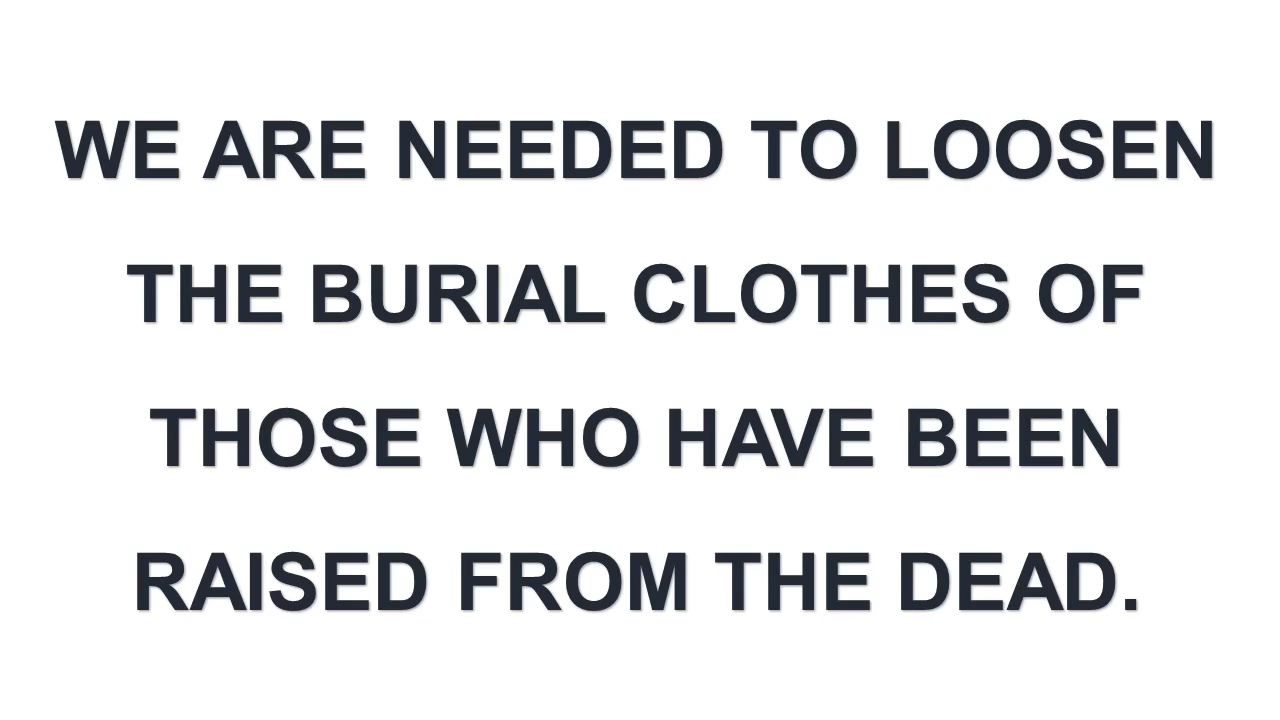 WE ARE NEEDED TO LOOSEN
THE BURIAL CLOTHES OF
THOSE WHO HAVE BEEN
RAISED FROM THE DEAD.